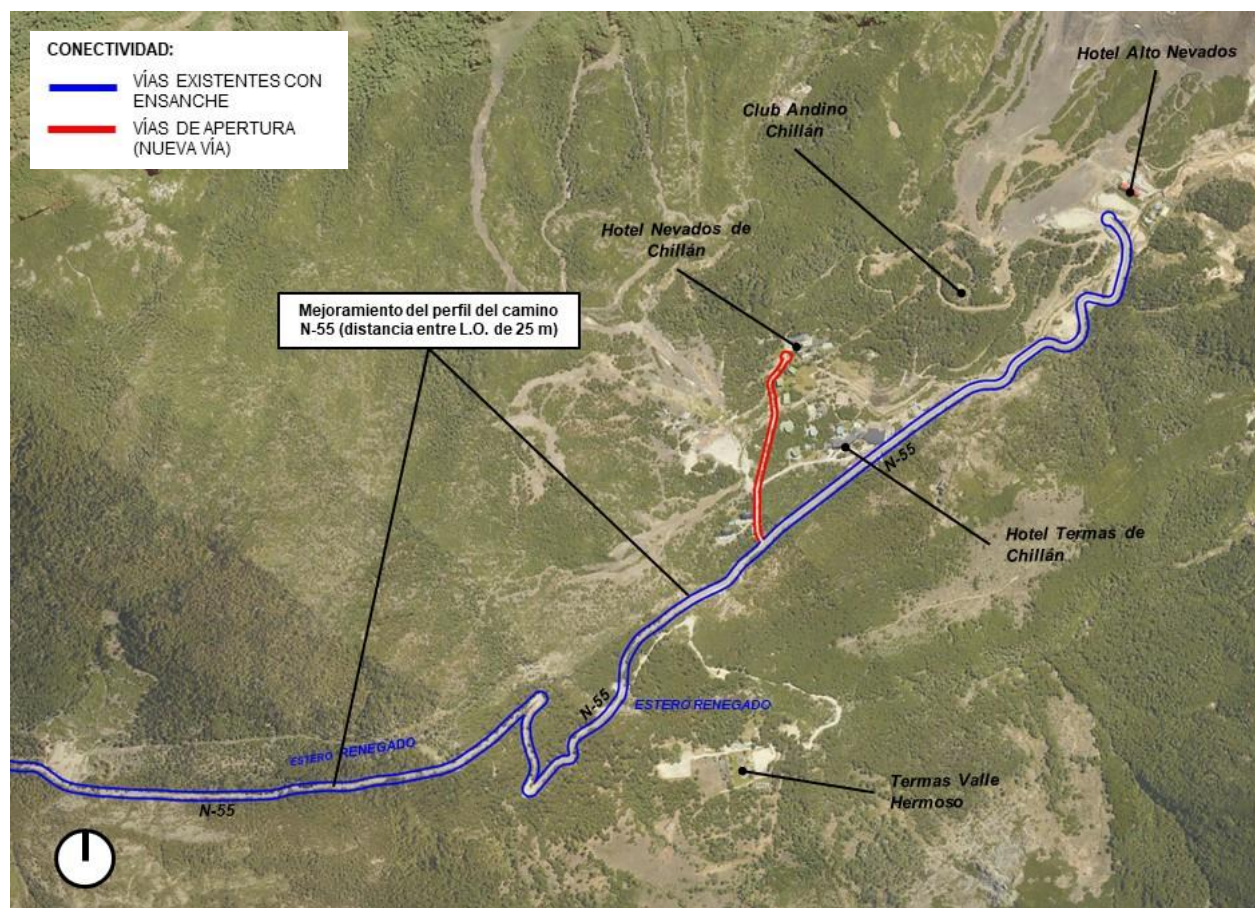 CONECTIVIDAD:
VÍAS EXISTENTES CON
ENSANCHE
VÍAS DE APERTURA
(NUEVA VÍA)
Hotel Alto Nevados
Club Andino
Chillán
Hotel Nevados de
Chillán
Mejoramiento del perfil del camino
N-55 (distancia entre L.O. de 25 m)
N-55
Hotel Termas de
Chillán
N-55
ESTERO RENEGADO
ESTERO RENEGADO
N-55
Termas Valle
Hermoso